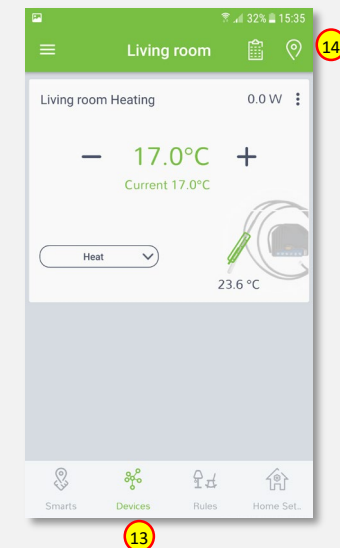 32% 15:35
Living room
14
Living room Heating 0.0 W
− 17.0°C +
Current 17.0°C
Heat
23.6 °C
Smarts Devices Rules Home Set..
13